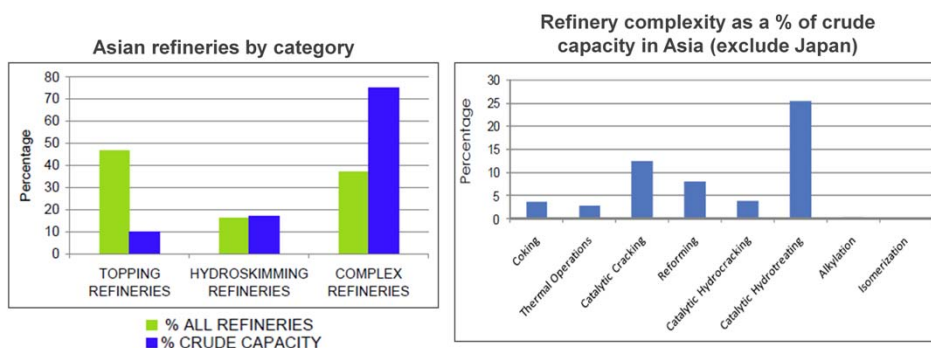 Asian refineries by category
Percentage
80
70
60
50
40
30
20
10
0
TOPPING
REFINERIES
HYDROSKIMMING
REFINERIES
COMPLEX
REFINERIES
% ALL REFINERIES
% CRUDE CAPACITY
Refinery complexity as a % of crude
capacity in Asia (exclude Japan)
Percentage
30
25
20
15
10
5
0
Coking
Thermal Operations
Catalytic Cracking
Reforming
Catalytic Hydrocracking
Catalytic Hydrotreating
Alkylation
Isomerization